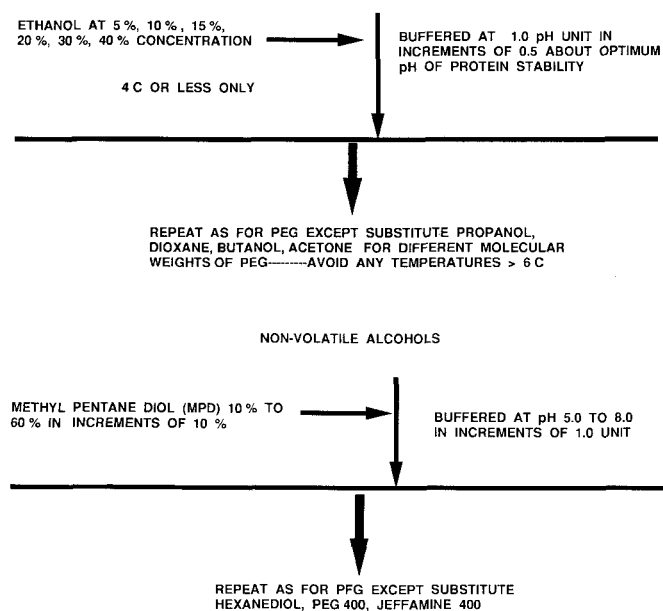 ETHANOL AT 5%, 10%, 15%,
20%, 30%, 40% CONCENTRATION
BUFFERED AT 1.0 pH UNIT IN
INCREMENTS OF 0.5 ABOUT OPTIMUM
pH OF PROTEIN STABILITY
4 C OR LESS ONLY
REPEAT AS FOR PEG EXCEPT SUBSTITUTE PROPANOL,
DIOXANE, BUTANOL, ACETONE FOR DIFFERENT MOLECULAR
WEIGHTS OF PEG---------AVOID ANY TEMPERATURES > 6 C
NON-VOLATILE ALCOHOLS
METHYL PENTANE DIOL (MPD) 10% TO
60% IN INCREMENTS OF 10%
BUFFERED AT pH 5.0 TO 8.0
IN INCREMENTS OF 1.0 UNIT
REPEAT AS FOR PFG EXCEPT SUBSTITUTE
HEXANEDIOL, PEG 400, JEFFAMINE 400